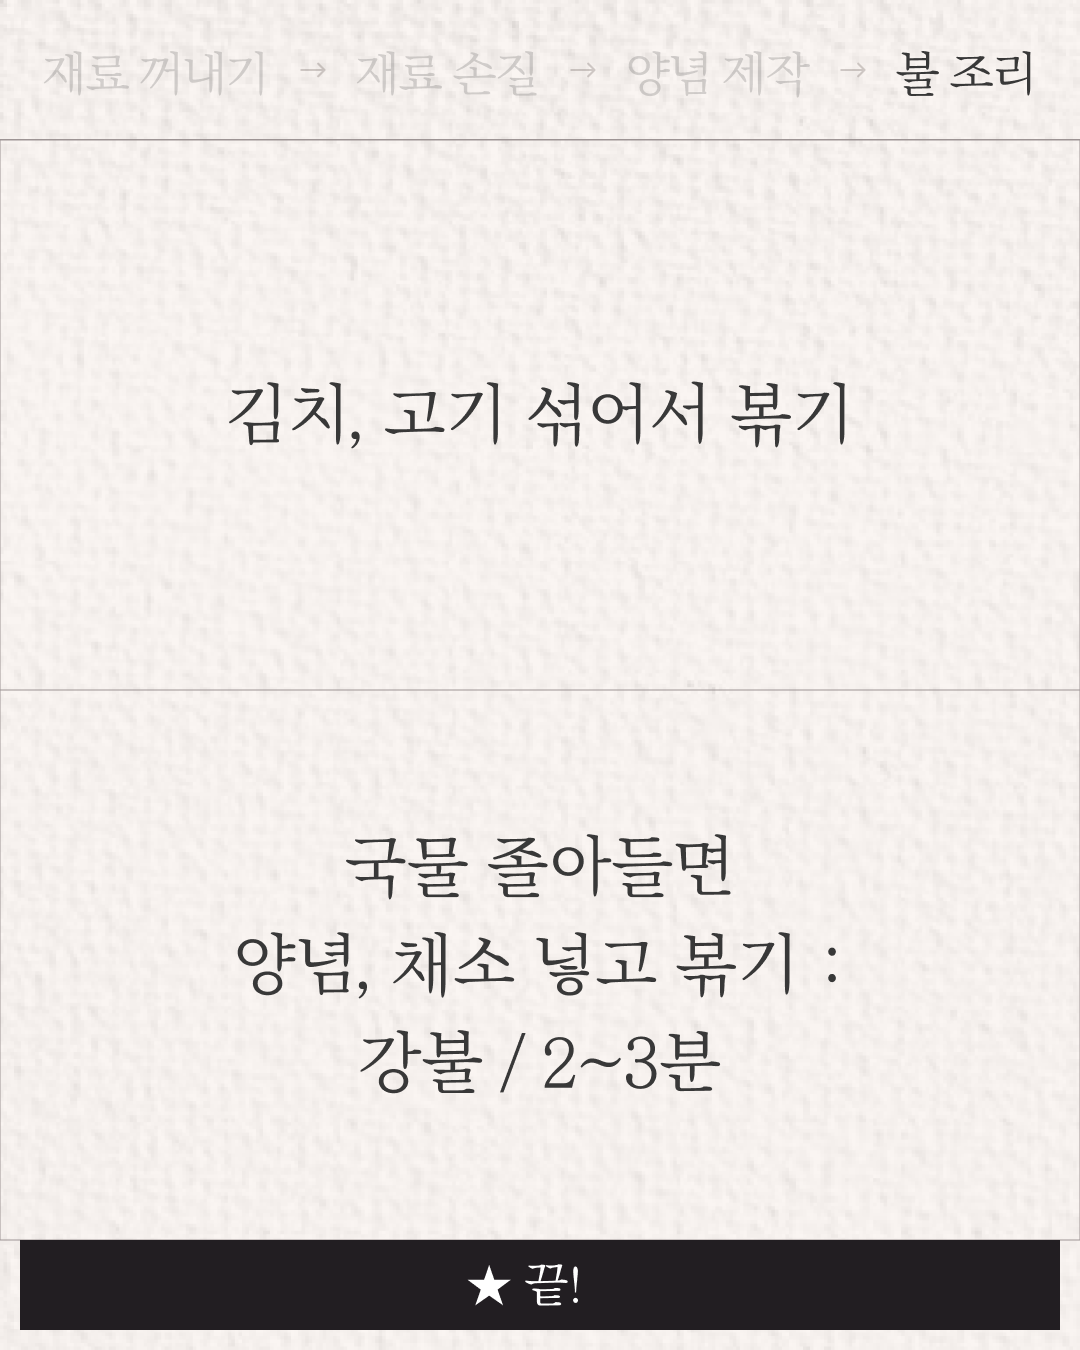 재료 꺼내기 → 재료 손질 → 양념 제작 → 불 조리
김치, 고기 섞어서 볶기
국물 졸아들면
양념, 채소 넣고 볶기 :
강불 / 2~3분
★ 끝!